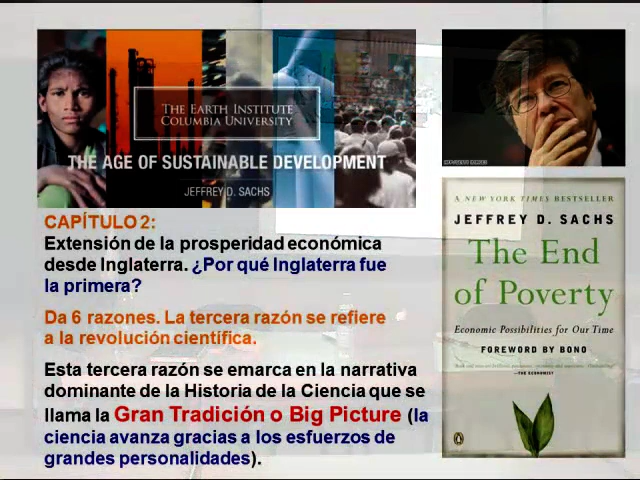 THE EARTH INSTITUTE
COLUMBIA UNIVERSITY
THE AGE OF SUSTAINABLE DEVELOPMENT
JEFFREY D. SACHS
CAPÍTULO 2:
Extensión de la prosperidad económica
desde Inglaterra. ¿Por qué Inglaterra fue
la primera?
Da 6 razones. La tercera razón se refiere
a la revolución científica.
Esta tercera razón se emarca en la narrativa
dominante de la Historia de la Ciencia que se
llama la Gran Tradición o Big Picture (la
ciencia avanza gracias a los esfuerzos de
grandes personalidades).
A NEW YORK TIMES BESTSELLER
JEFFREY D. SACHS
The End
of Poverty
Economic Possibilities for Our Time
FOREWORD BY BONO
—THE ECONOMIST